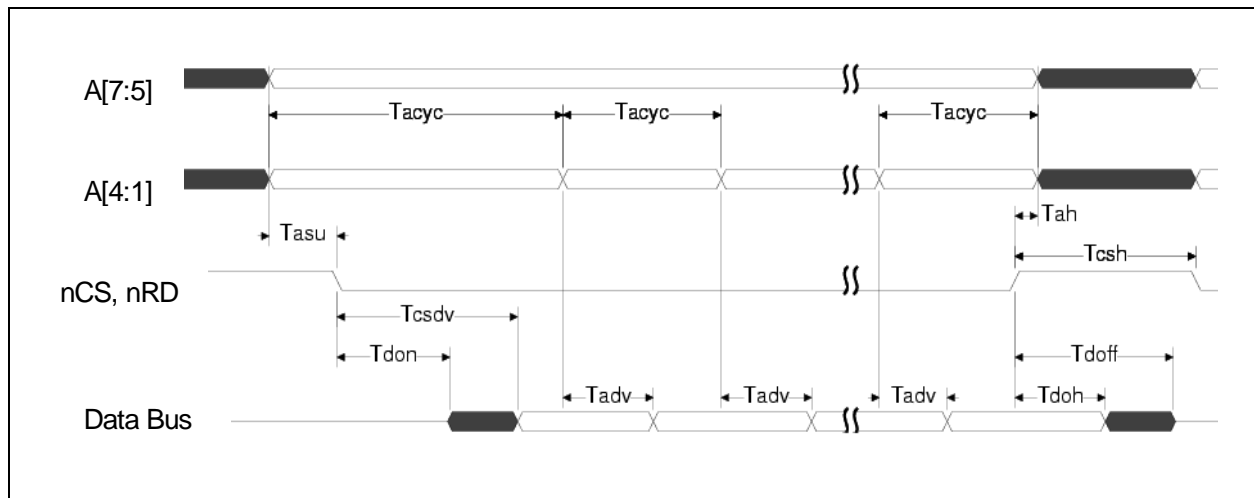 A[7:5]
Tacyc Tacyc Tacyc
A[4:1]
Tasu Tah
Tcsh
nCS, nRD
Tcsdv
Tdon Tdoff
Tadv Tadv Tadv Tdoh
Data Bus